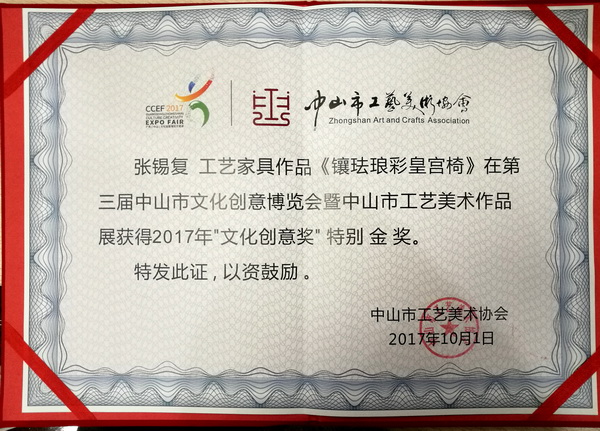 CCEF 2017
EXPO FAIR
中山市工藝美術協會
Zhongshan Art and Crafts Association
张锡复 工艺家具作品《镶珐琅彩皇宫椅》在第
三届中山市文化创意博览会暨中山市工艺美术作品
展获得2017年"文化创意奖" 特别 金 奖。
特发此证，以资鼓励。
中山市工艺美术协会
2017年10月1日